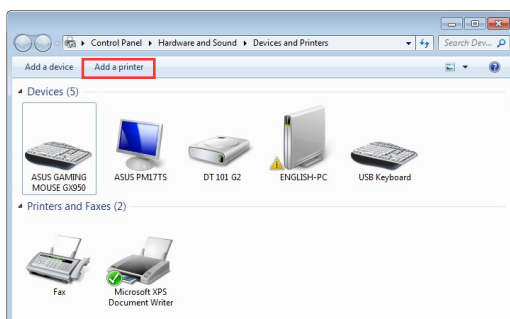 Control Panel ▸ Hardware and Sound ▸ Devices and Printers
Search Dev...
Add a device Add a printer
Devices (5)
ASUS GAMING MOUSE GX950
ASUS PM17TS
DT 101 G2
ENGLISH-PC
USB Keyboard
Printers and Faxes (2)
Fax
Microsoft XPS Document Writer